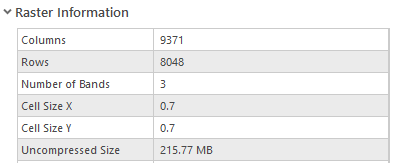 Raster Information
Columns 9371
Rows 8048
Number of Bands 3
Cell Size X 0.7
Cell Size Y 0.7
Uncompressed Size 215.77 MB